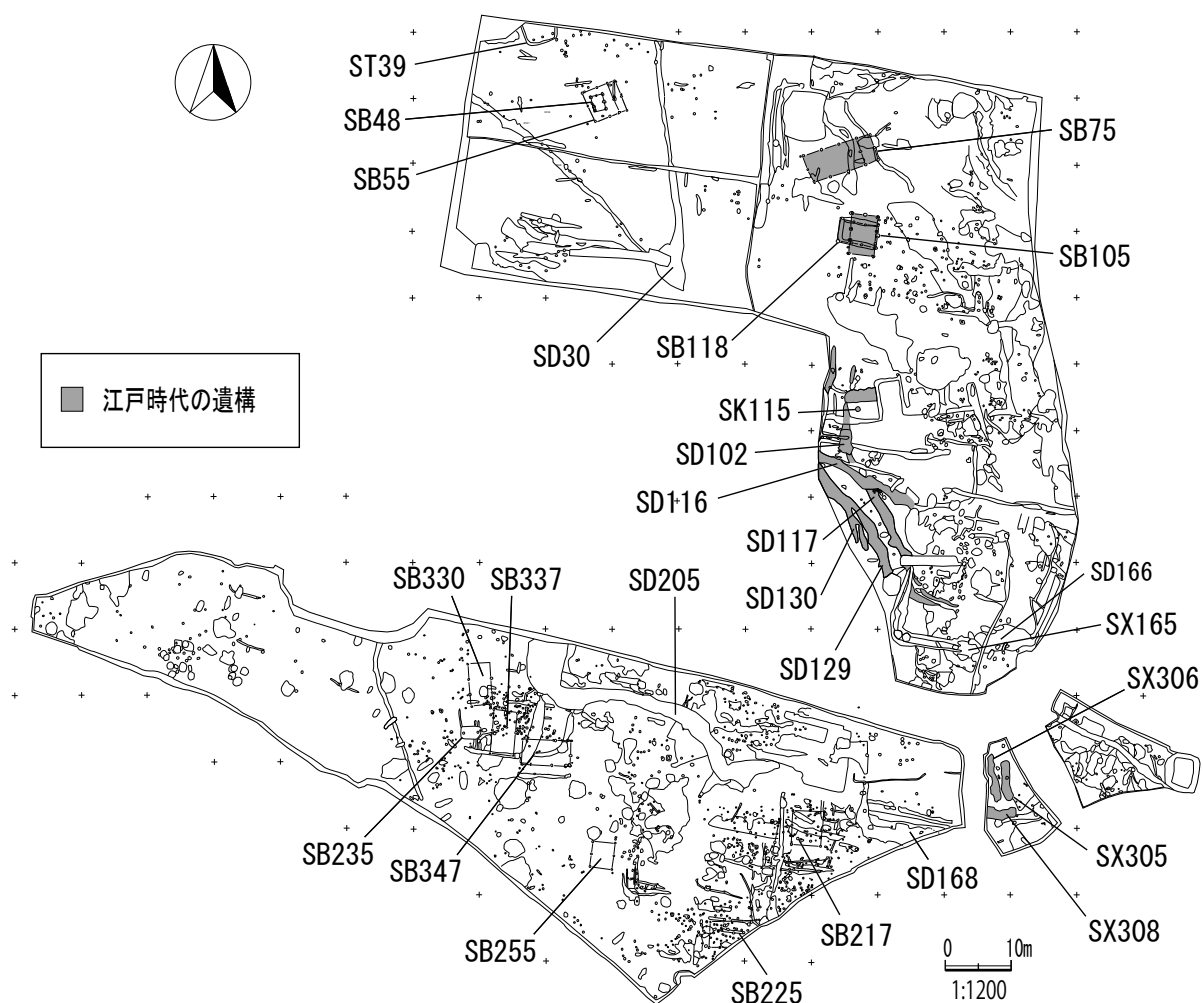 ST39
SB48
SB55
SB75
SB105
SD30
SB118
江戸時代の遺構
SK115
SD102
SD116
SD117
SD130
SD129
SD166
SX165
SX306
SB330
SB337
SD205
SB235
SB347
SB255
SB225
SB217
SD168
SX305
SX308
0 10m
1:1200